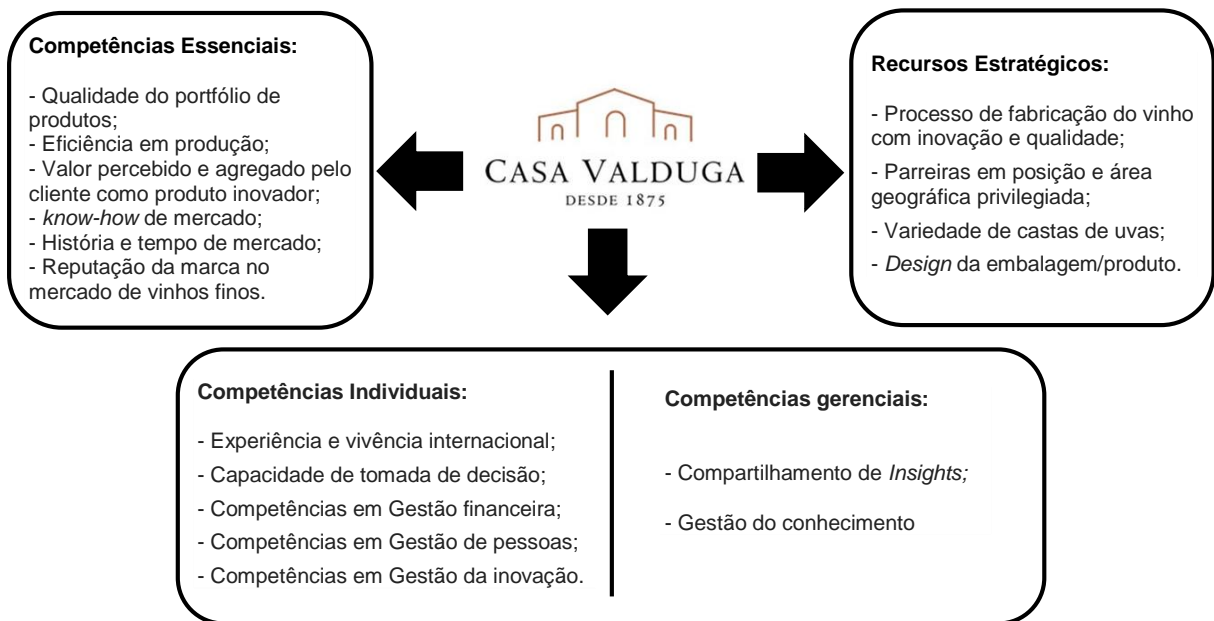 Competências Essenciais:
- Qualidade do portfólio de
produtos;
- Eficiência em produção;
- Valor percebido e agregado pelo
cliente como produto inovador;
- know-how de mercado;
- História e tempo de mercado;
- Reputação da marca no
mercado de vinhos finos.
CASA VALDUGA
DESDE 1875
Recursos Estratégicos:
- Processo de fabricação do vinho
com inovação e qualidade;
- Parreiras em posição e área
geográfica privilegiada;
- Variedade de castas de uvas;
- Design da embalagem/produto.
Competências Individuais:
- Experiência e vivência internacional;
- Capacidade de tomada de decisão;
- Competências em Gestão financeira;
- Competências em Gestão de pessoas;
- Competências em Gestão da inovação.
Competências gerenciais:
- Compartilhamento de Insights;
- Gestão do conhecimento